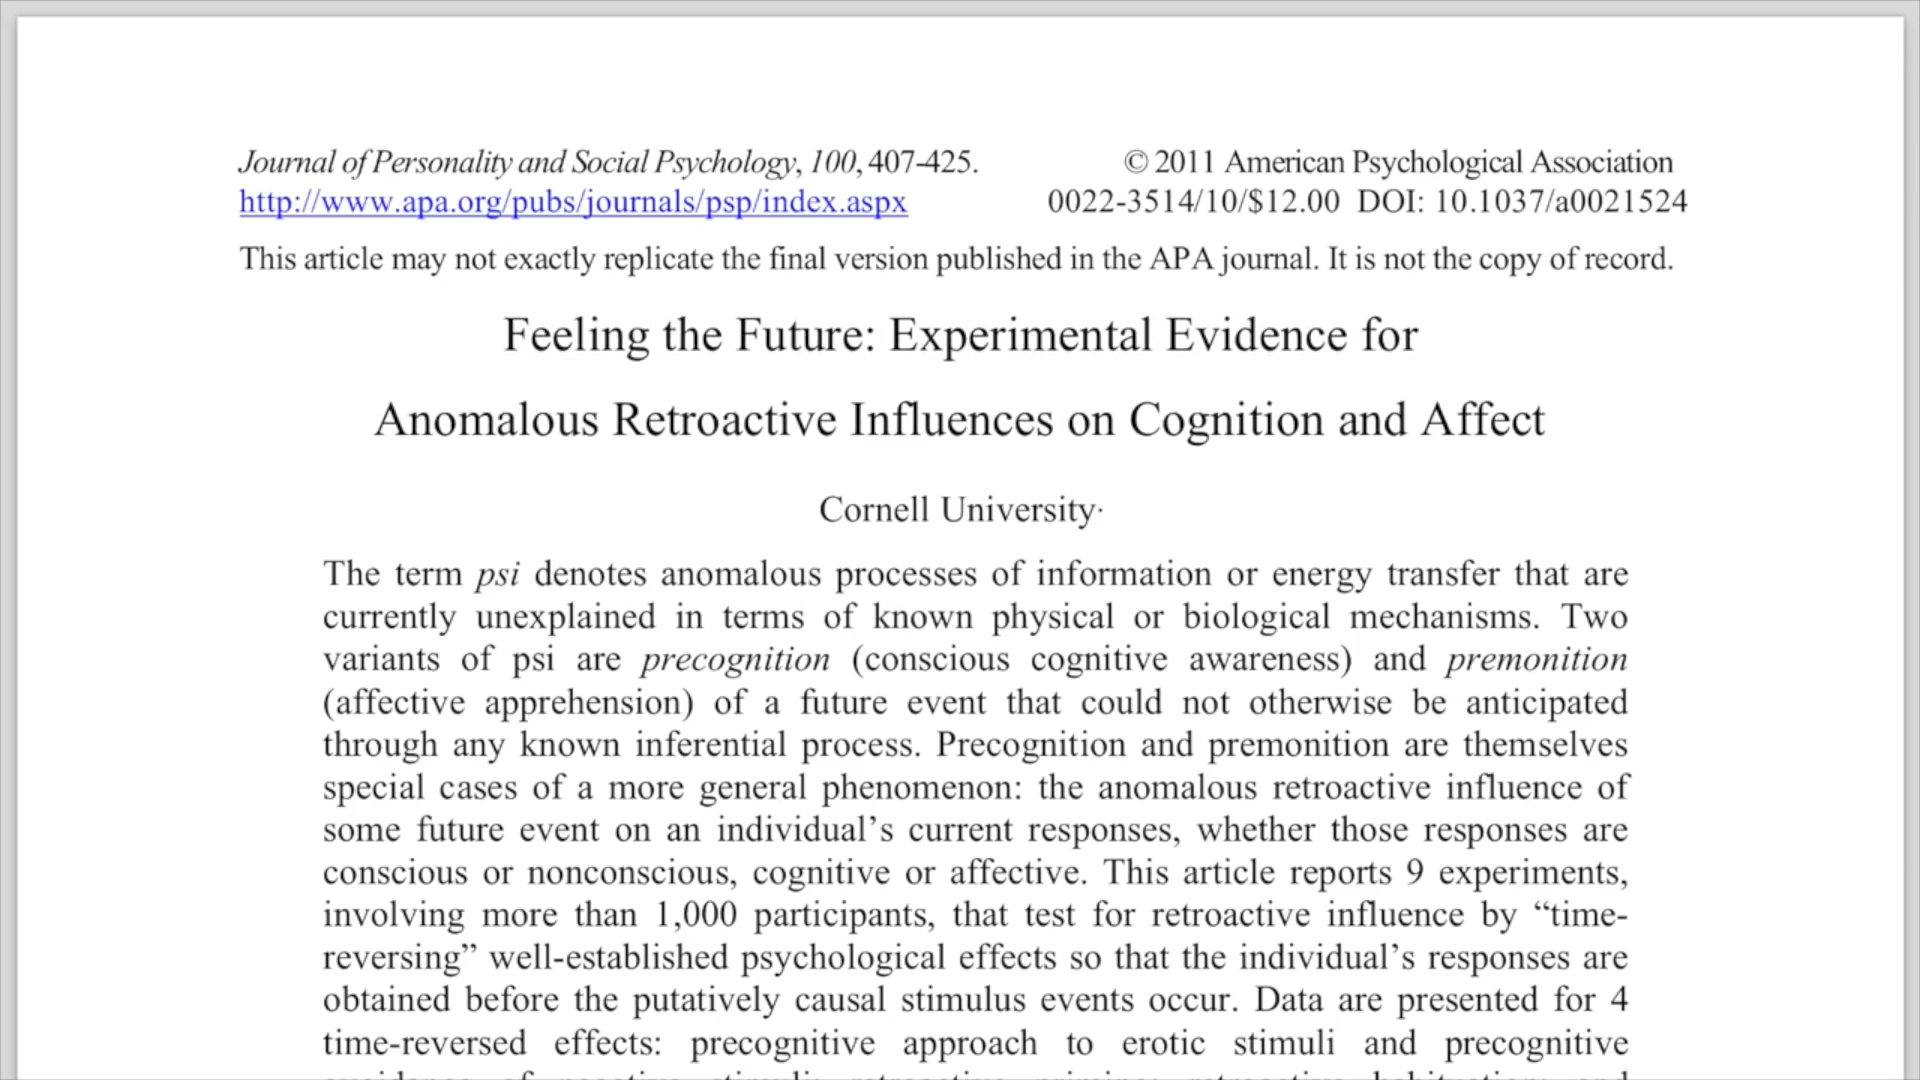 Journal of Personality and Social Psychology, 100, 407-425. © 2011 American Psychological Association
http://www.apa.org/pubs/journals/psp/index.aspx 0022-3514/10/$12.00 DOI: 10.1037/a0021524
This article may not exactly replicate the final version published in the APA journal. It is not the copy of record.
Feeling the Future: Experimental Evidence for
Anomalous Retroactive Influences on Cognition and Affect
Cornell University·
The term psi denotes anomalous processes of information or energy transfer that are
currently unexplained in terms of known physical or biological mechanisms. Two
variants of psi are precognition (conscious cognitive awareness) and premonition
(affective apprehension) of a future event that could not otherwise be anticipated
through any known inferential process. Precognition and premonition are themselves
special cases of a more general phenomenon: the anomalous retroactive influence of
some future event on an individual’s current responses, whether those responses are
conscious or nonconscious, cognitive or affective. This article reports 9 experiments,
involving more than 1,000 participants, that test for retroactive influence by “time-
reversing” well-established psychological effects so that the individual’s responses are
obtained before the putatively causal stimulus events occur. Data are presented for 4
time-reversed effects: precognitive approach to erotic stimuli and precognitive